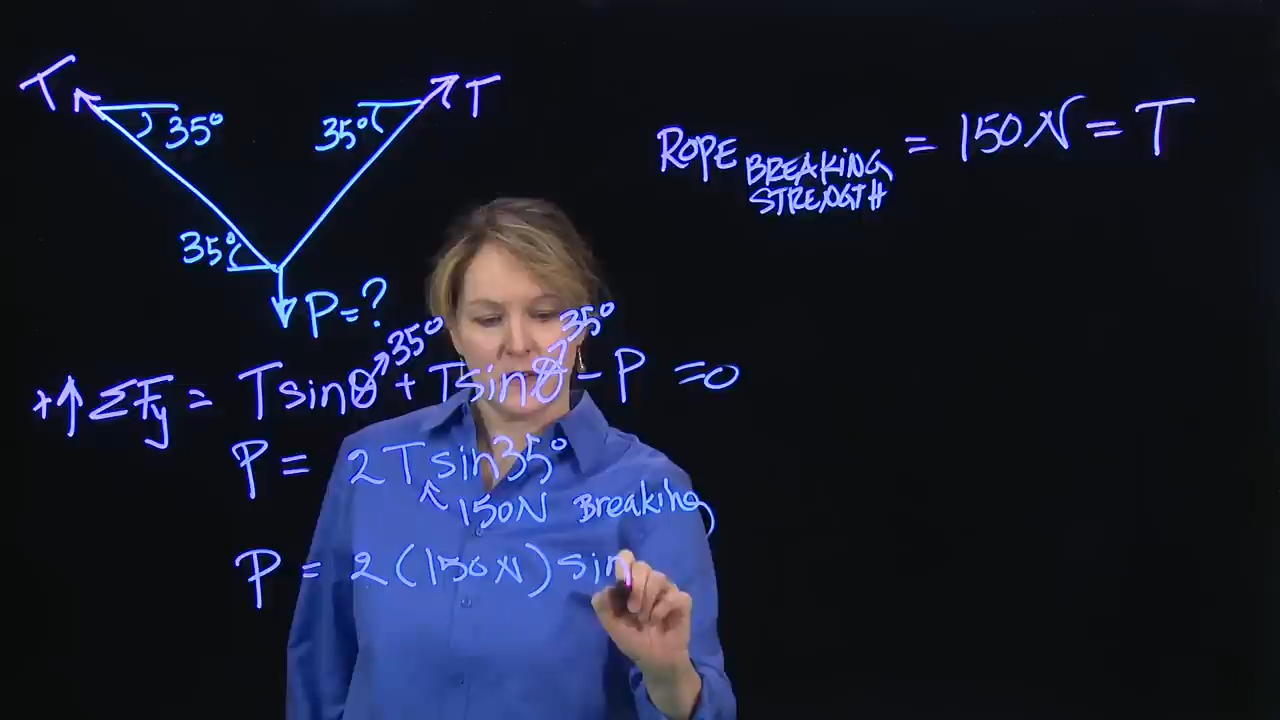 T
T
35°
35°
35°
P=?
ROPE BREAKING STRENGTH = 150N = T
35°
35°
+↑ΣFy = Tsinθ + Tsinθ - P = 0
P = 2Tsin35°
150N Breaking
P = 2(150N)sin